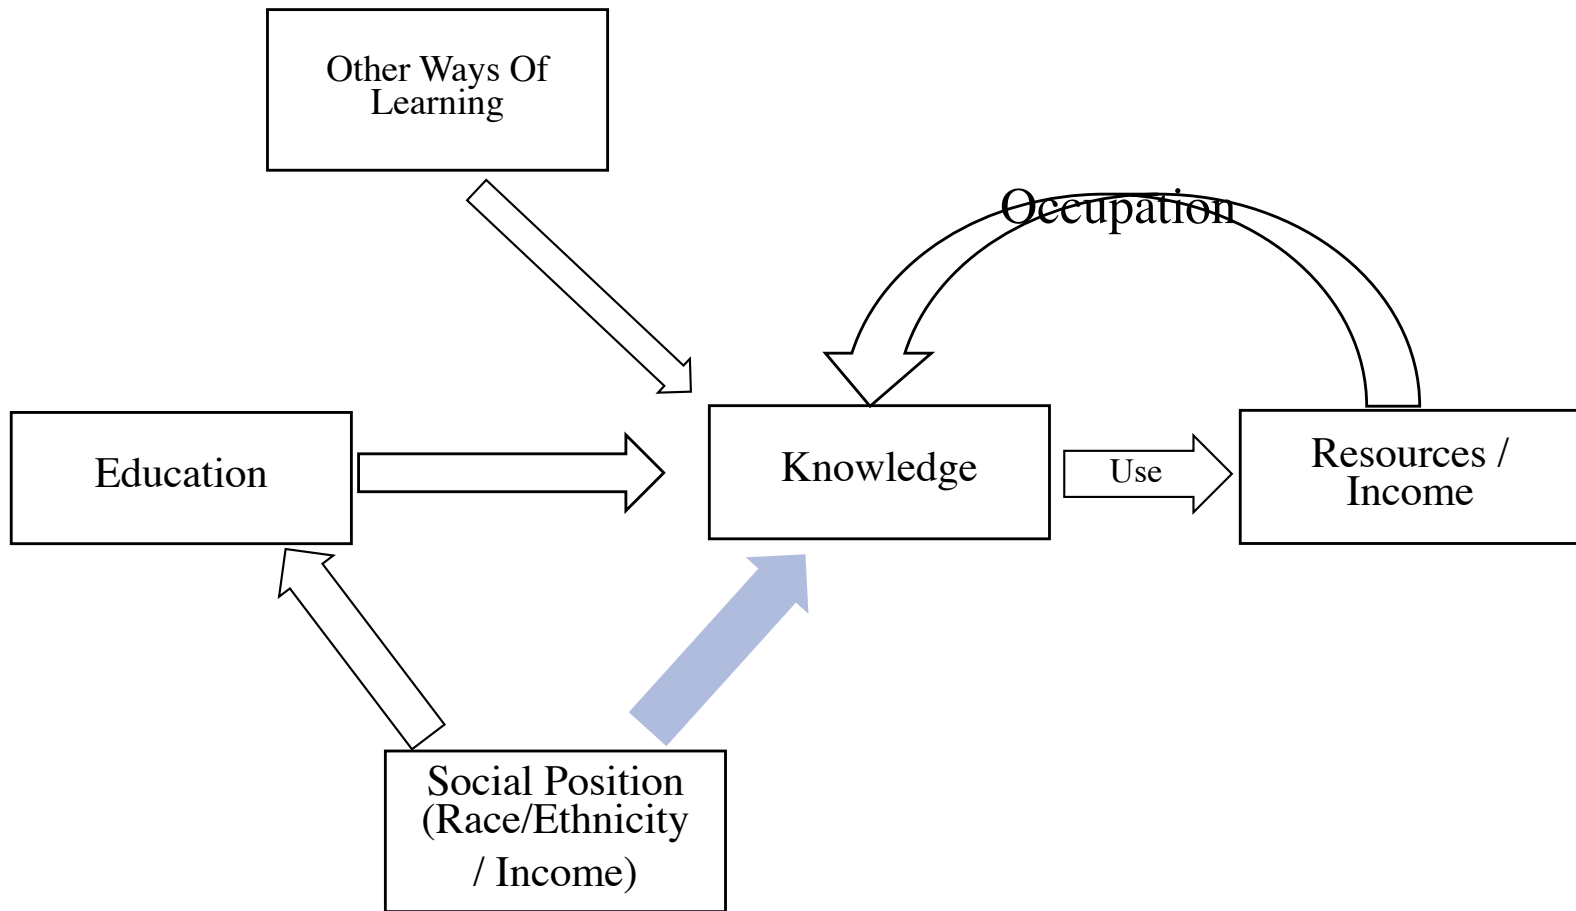 Other Ways Of
Learning
Occupation
Education
Knowledge
Use
Resources /
Income
Social Position
(Race/Ethnicity
/ Income)